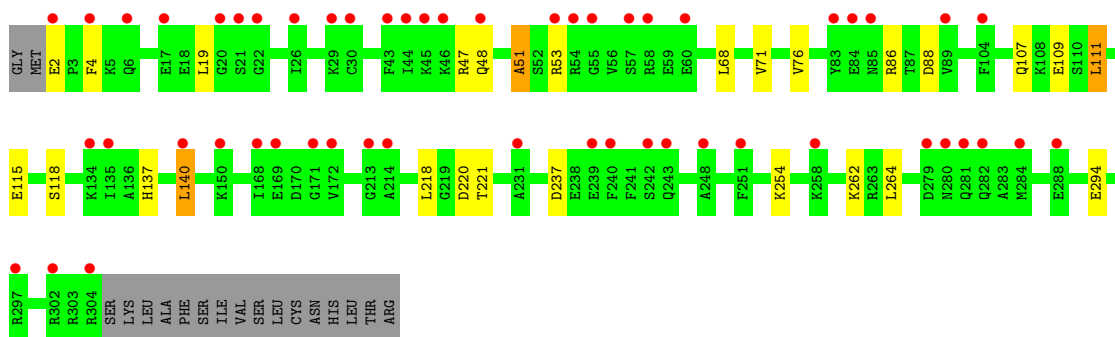 GLY MET E2 P3 F4 K5 Q6 E17 E18 L19 G20 S21 G22 I26 K29 C30 F43 I44 K45 K46 R47 Q48 A51 S52 R53 R54 G55 V56 S57 R58 E59 E60 L68 V71 V76 Y83 E84 N85 R86 T87 D88 V89 F104 Q107 K108 E109 S110 L111
E115 S118 K134 I135 A136 H137 L140 K150 I168 E169 D170 G171 V172 G213 A214 L218 G219 D220 T221 A231 D237 E238 E239 F240 F241 S242 Q243 A248 F251 K254 K258 K262 R263 L264 D279 N280 Q281 Q282 A283 M284 E288 E294
R297 R302 R303 R304 SER LYS LEU ALA PHE SER ILE VAL SER LEU CYS ASN HIS LEU THR ARG